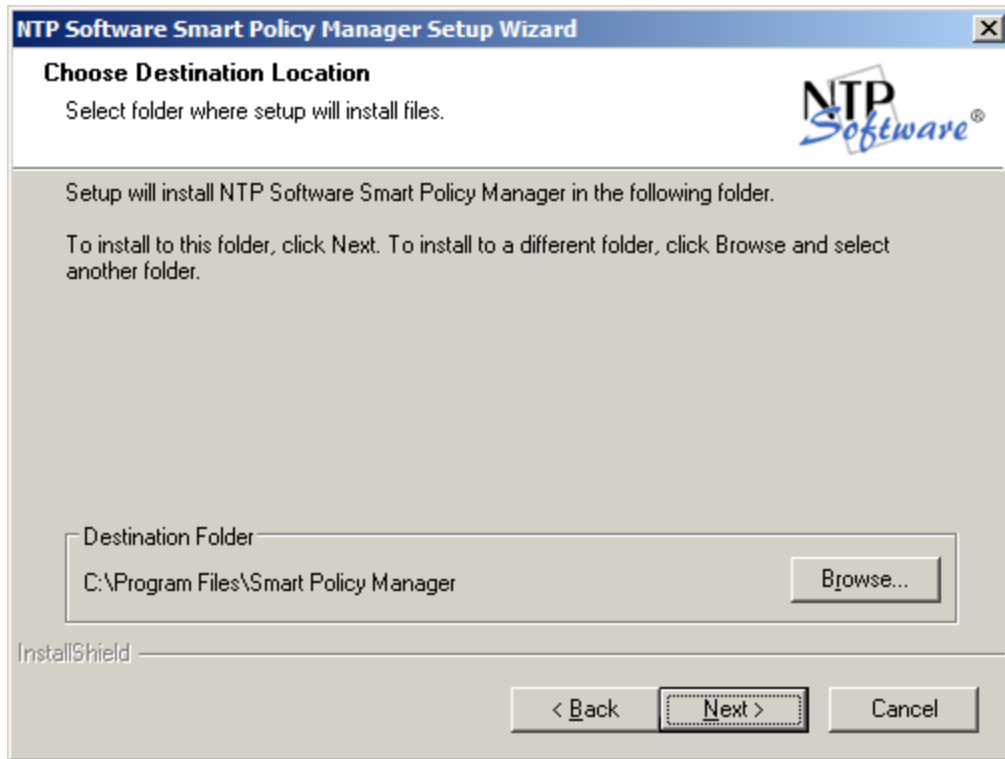 NTP Software Smart Policy Manager Setup Wizard
Choose Destination Location
Select folder where setup will install files.
NTP
Software®
Setup will install NTP Software Smart Policy Manager in the following folder.
To install to this folder, click Next. To install to a different folder, click Browse and select
another folder.
Destination Folder
C:\Program Files\Smart Policy Manager
Browse...
InstallShield
< Back
Next >
Cancel